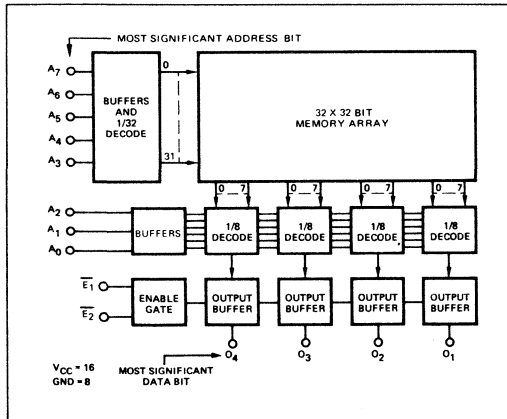 MOST SIGNIFICANT ADDRESS BIT
A7
A6
A5
A4
A3
BUFFERS
AND
1/32
DECODE
0
31
32 X 32 BIT
MEMORY ARRAY
0 7
0 7
0 7
0 7
A2
A1
A0
BUFFERS
1/8
DECODE
1/8
DECODE
1/8
DECODE
1/8
DECODE
E1
E2
ENABLE
GATE
OUTPUT
BUFFER
OUTPUT
BUFFER
OUTPUT
BUFFER
OUTPUT
BUFFER
O4
O3
O2
O1
VCC = 16
GND = 8
MOST SIGNIFICANT
DATA BIT